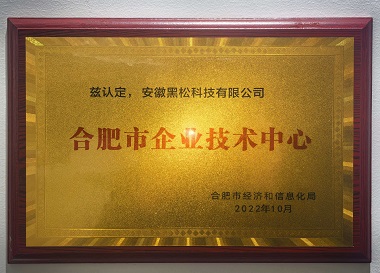 兹认定，安徽黑松科技有限公司
合肥市企业技术中心
合肥市经济和信息化局
2022年10月